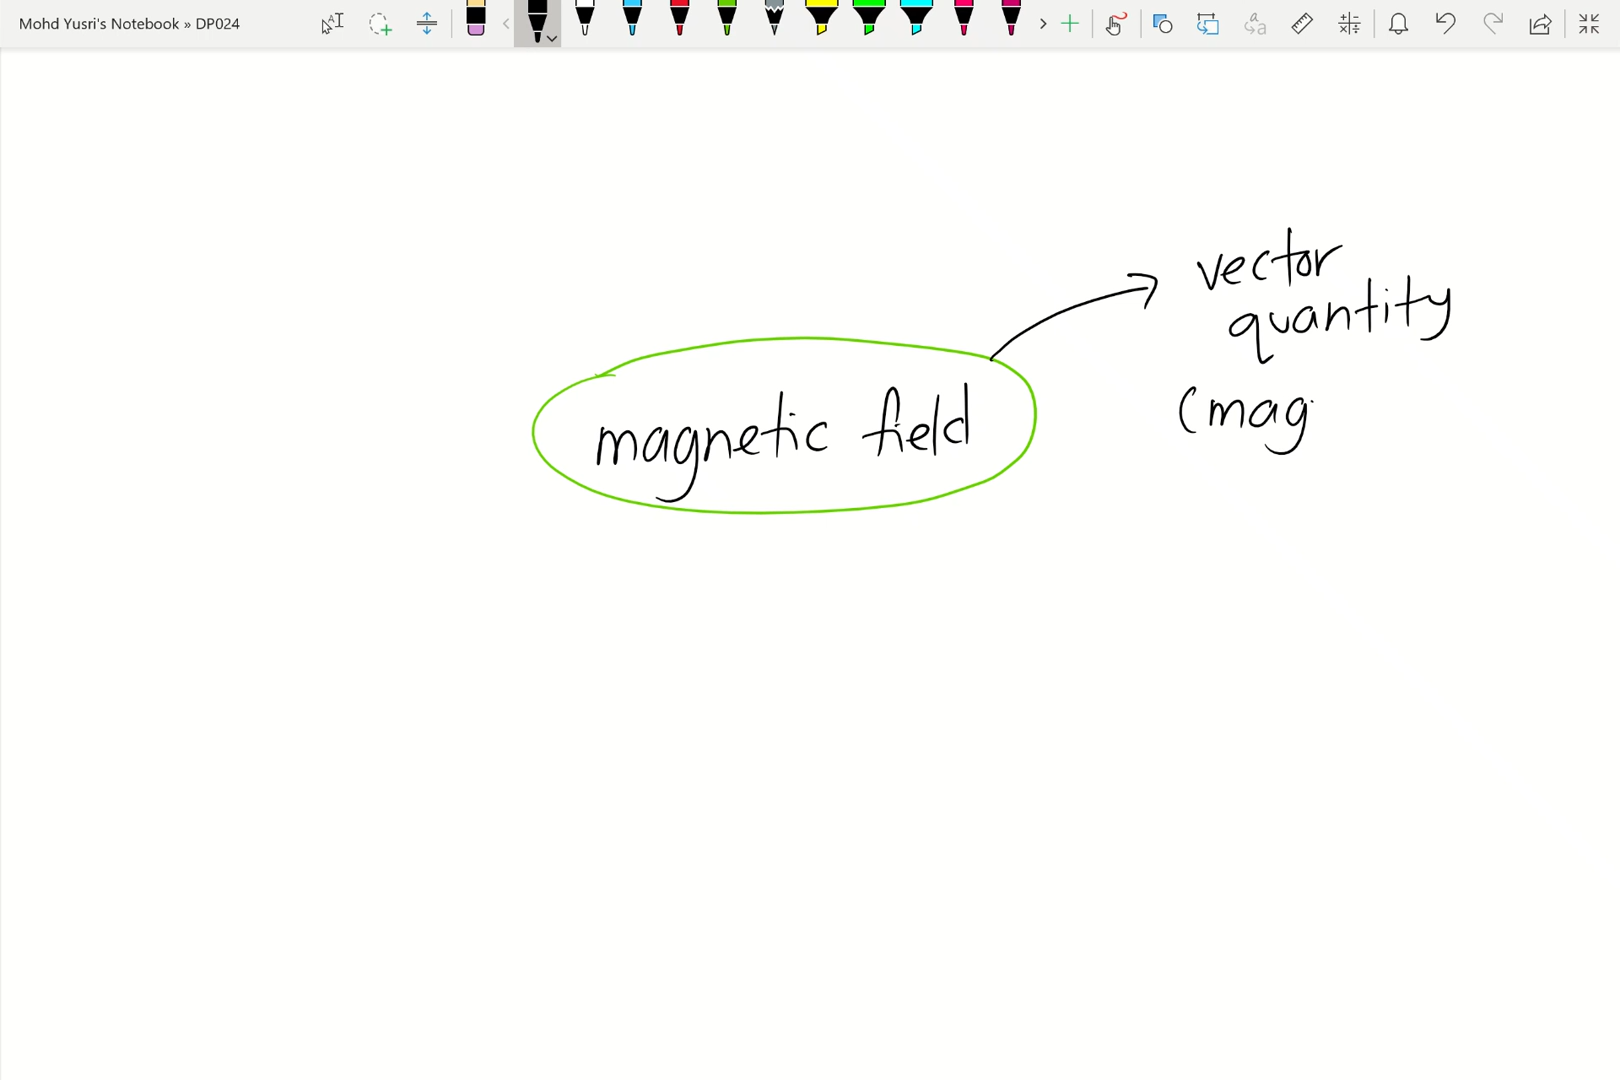 Mohd Yusri's Notebook » DP024
vector
quantity
magnetic field
(mag